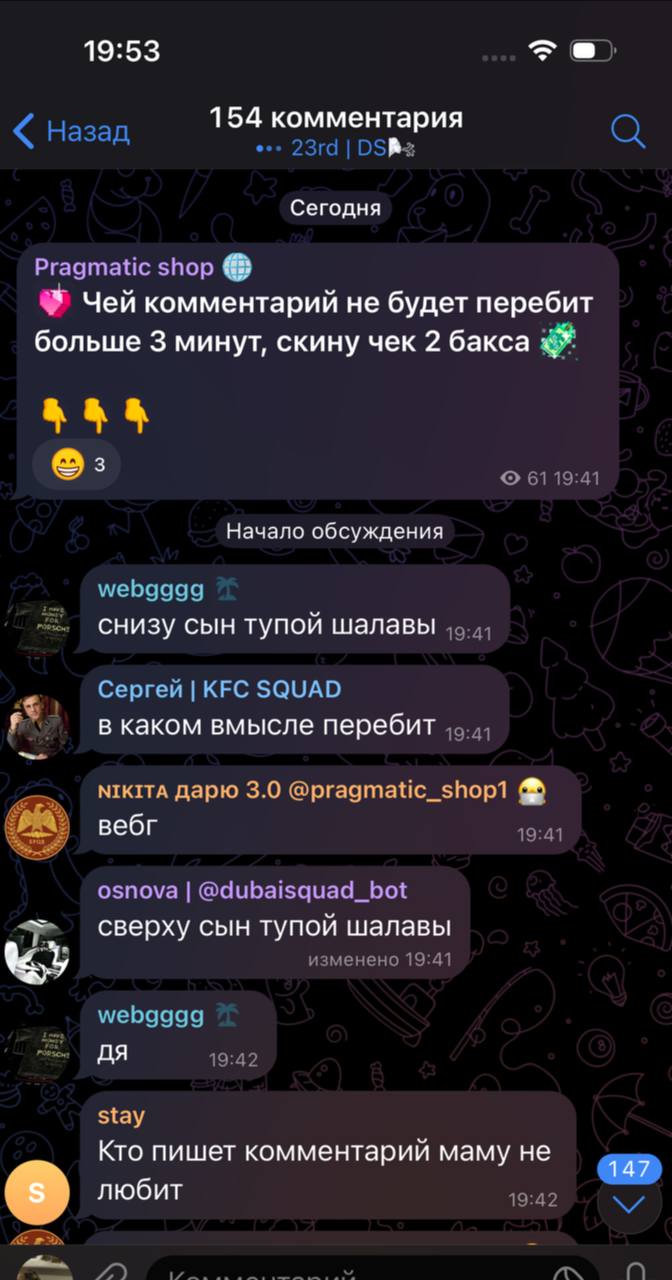 19:53
Назад
154 комментария
23rd | DS
Сегодня
Pragmatic shop
Чей комментарий не будет перебит
больше 3 минут, скину чек 2 бакса
3
61 19:41
Начало обсуждения
webgggg
снизу сын тупой шалавы 19:41
Сергей | KFC SQUAD
в каком вмысле перебит 19:41
NIKITA дарю 3.0 @pragmatic_shop1
вебг
19:41
osnova | @dubaisquad_bot
сверху сын тупой шалавы
изменено 19:41
webgggg
дя 19:42
stay
Кто пишет комментарий маму не
любит
19:42
S
147
Комментарий